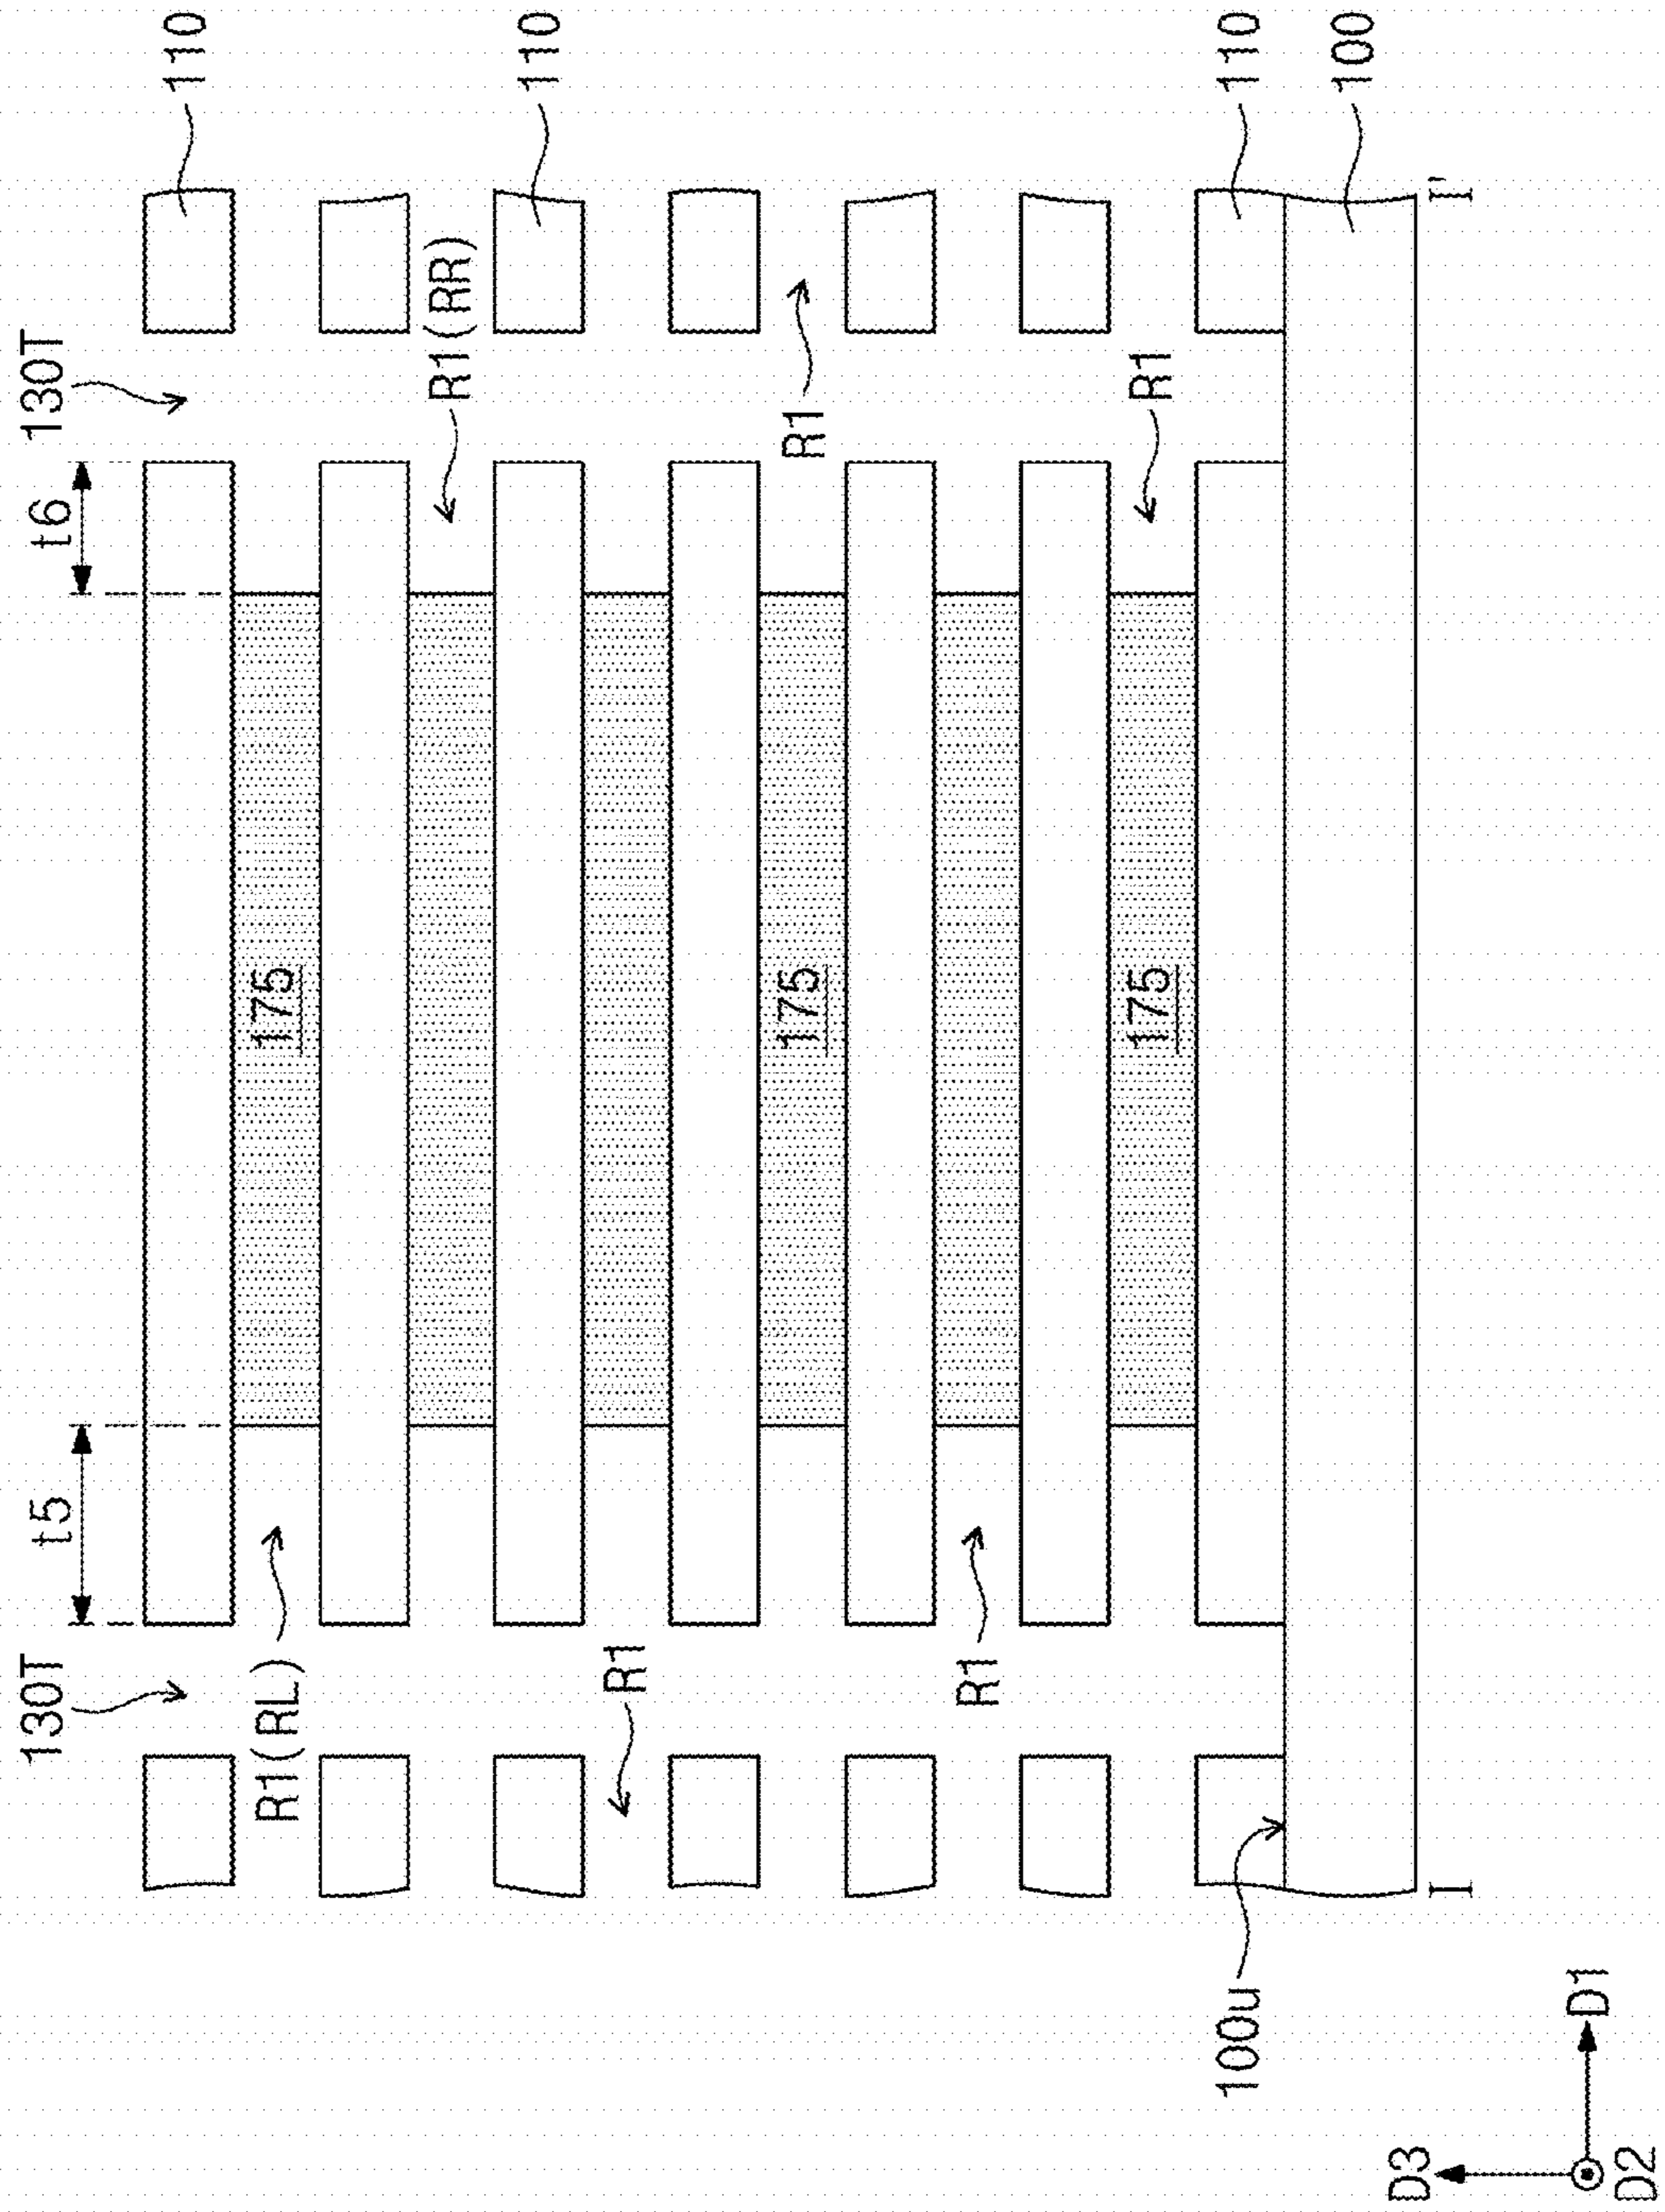 130T t5 t6 130T
110
R1(RL) 175
R1(RR)
110
R1
175 R1
R1
175 R1
100u 110
100
D3
I I'
D1
D2